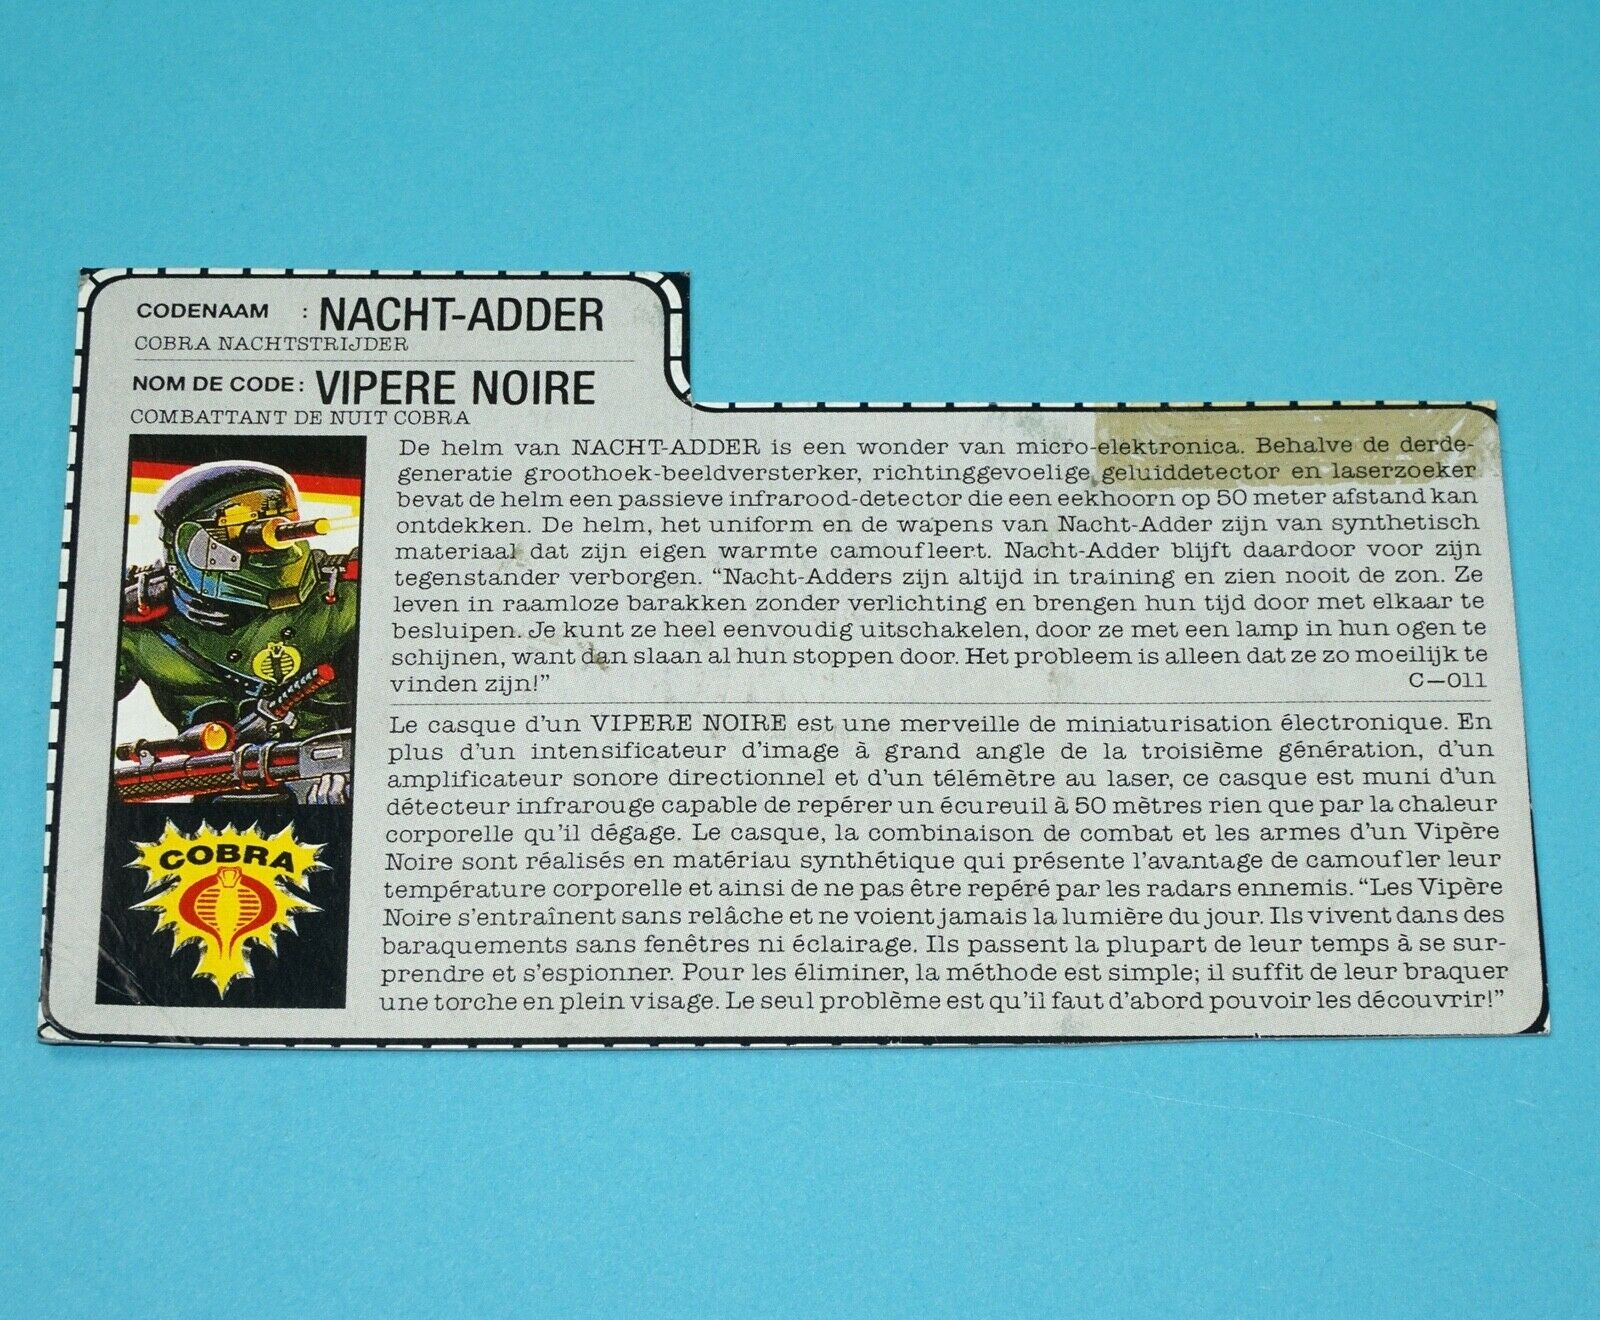 CODENAAM : NACHT-ADDER
COBRA NACHTSTRIJDER
NOM DE CODE: VIPERE NOIRE
COMBATTANT DE NUIT COBRA
De helm van NACHT-ADDER is een wonder van micro-elektronica. Behalve de derde-
generatie groothoek-beeldversterker, richtinggevoelige geluiddetector en laserzoeker
bevat de helm een passieve infrarood-detector die een eekhoorn op 50 meter afstand kan
ontdekken. De helm, het uniform en de wapens van Nacht-Adder zijn van synthetisch
materiaal dat zijn eigen warmte camoufleert. Nacht-Adder blijft daardoor voor zijn
tegenstander verborgen. “Nacht-Adders zijn altijd in training en zien nooit de zon. Ze
leven in raamloze barakken zonder verlichting en brengen hun tijd door met elkaar te
besluipen. Je kunt ze heel eenvoudig uitschakelen, door ze met een lamp in hun ogen te
schijnen, want dan slaan al hun stoppen door. Het probleem is alleen dat ze zo moeilijk te
vinden zijn!” C—011
Le casque d'un VIPERE NOIRE est une merveille de miniaturisation électronique. En
plus d'un intensificateur d'image à grand angle de la troisième génération, d'un
amplificateur sonore directionnel et d'un télémètre au laser, ce casque est muni d'un
détecteur infrarouge capable de repérer un écureuil à 50 mètres rien que par la chaleur
corporelle qu'il dégage. Le casque, la combinaison de combat et les armes d'un Vipère
Noire sont réalisés en matériau synthétique qui présente l'avantage de camoufler leur
température corporelle et ainsi de ne pas être repéré par les radars ennemis. “Les Vipère
Noire s'entraînent sans relâche et ne voient jamais la lumière du jour. Ils vivent dans des
baraquements sans fenêtres ni éclairage. Ils passent la plupart de leur temps à se sur-
prendre et s'espionner. Pour les éliminer, la méthode est simple; il suffit de leur braquer
une torche en plein visage. Le seul problème est qu'il faut d'abord pouvoir les découvrir!”
COBRA